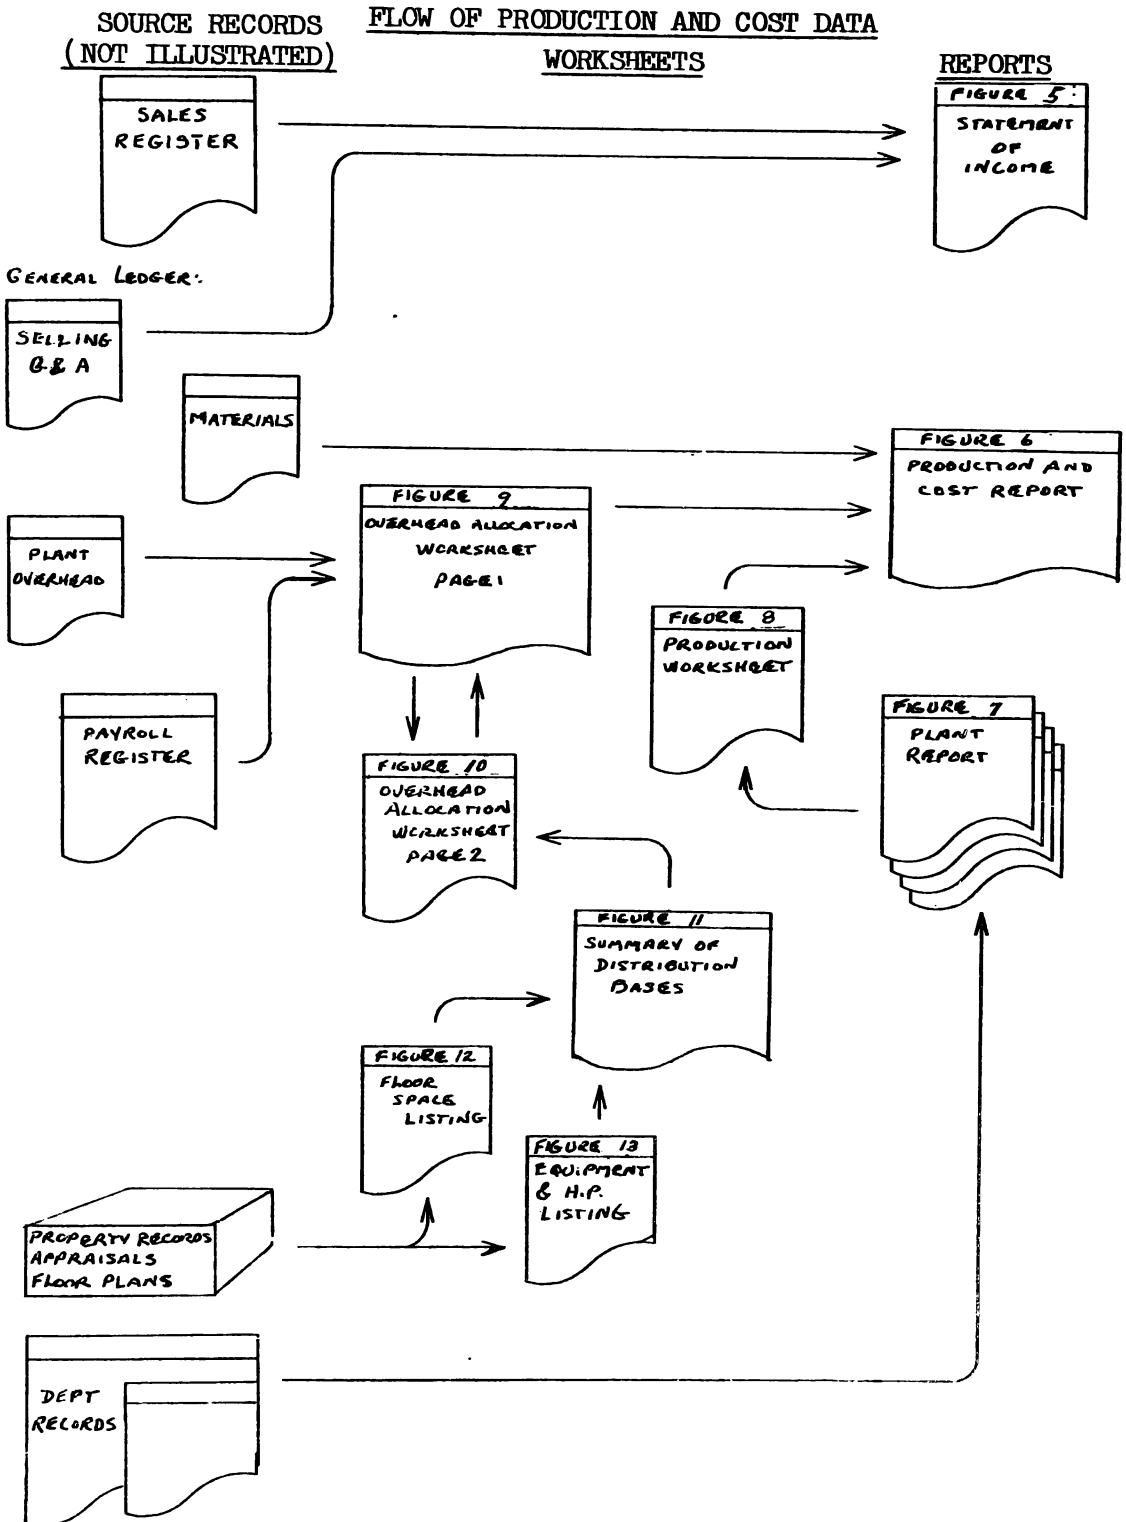 SOURCE RECORDS
(NOT ILLUSTRATED)
FLOW OF PRODUCTION AND COST DATA
WORKSHEETS
REPORTS
SALES
REGISTER
FIGURE 5:
STATEMENT
OF
INCOME
GENERAL LEDGER:
SELLING
G & A
MATERIALS
FIGURE 6
PRODUCTION AND
COST REPORT
FIGURE 9
OVERHEAD ALLOCATION
WORKSHEET
PAGE 1
PLANT
OVERHEAD
FIGURE 8
PRODUCTION
WORKSHEET
PAYROLL
REGISTER
FIGURE 7
PLANT
REPORT
FIGURE 10
OVERHEAD
ALLOCATION
WORKSHEET
PAGE 2
FIGURE 11
SUMMARY OF
DISTRIBUTION
BASES
FIGURE 12
FLOOR
SPACE
LISTING
FIGURE 13
EQUIPMENT
& H.P.
LISTING
PROPERTY RECORDS
APPRAISALS
FLOOR PLANS
DEPT
RECORDS